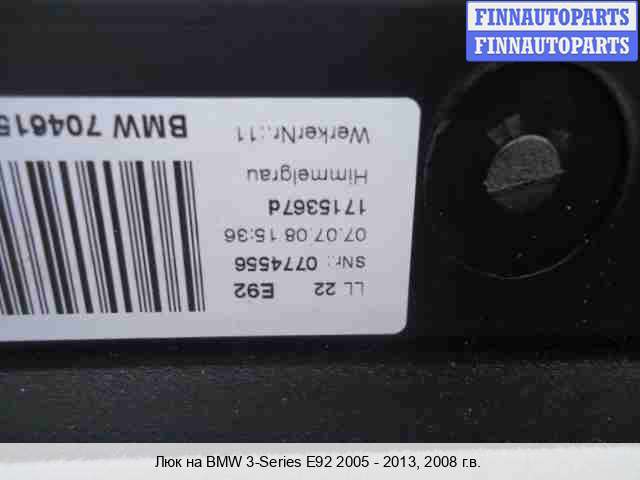 FINNAUTOPARTS
FINNAUTOPARTS
LL 22 E92
SNr.: 0774556
07.07.08 15:36
1715367d
Himmelgrau
WerkerNr.:11
BMW 704615
Люк на BMW 3-Series E92 2005 - 2013, 2008 г.в.